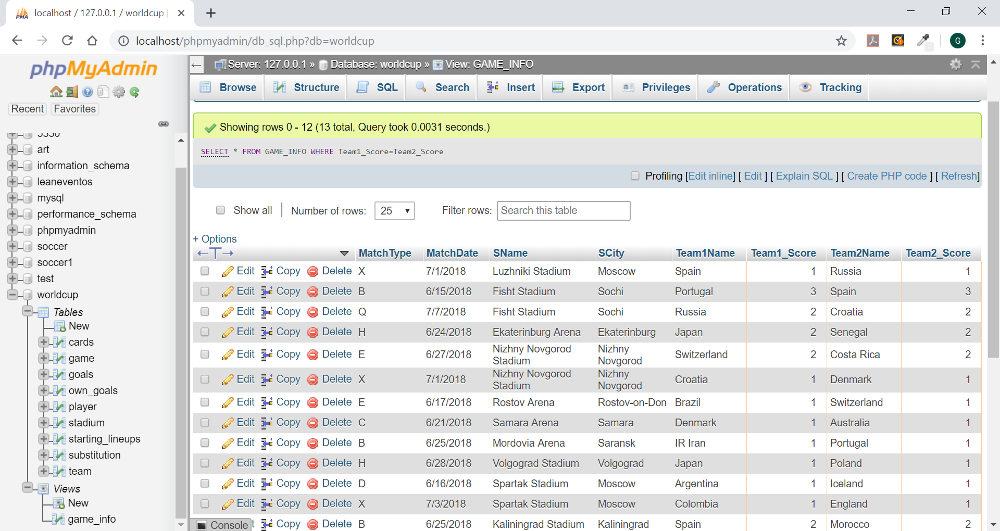 localhost / 127.0.0.1 / worldcup |
localhost/phpmyadmin/db_sql.php?db=worldcup
G
phpMyAdmin
Recent Favorites
art
information_schema
leaneventos
mysql
performance_schema
phpmyadmin
soccer
soccer1
test
worldcup
Tables
New
cards
game
goals
own_goals
player
stadium
starting_lineups
substitution
team
Views
New
game_info
Server: 127.0.0.1 » Database: worldcup » View: GAME_INFO
Browse Structure SQL Search Insert Export Privileges Operations Tracking
Showing rows 0 - 12 (13 total, Query took 0.0031 seconds.)
SELECT * FROM GAME_INFO WHERE Team1_Score=Team2_Score
Profiling [Edit inline] [ Edit ] [ Explain SQL ] [ Create PHP code ] [ Refresh]
Show all | Number of rows: 25 Filter rows: Search this table
+ Options
MatchType MatchDate SName SCity Team1Name Team1_Score Team2Name Team2_Score
Edit Copy Delete X 7/1/2018 Luzhniki Stadium Moscow Spain 1 Russia 1
Edit Copy Delete B 6/15/2018 Fisht Stadium Sochi Portugal 3 Spain 3
Edit Copy Delete Q 7/7/2018 Fisht Stadium Sochi Russia 2 Croatia 2
Edit Copy Delete H 6/24/2018 Ekaterinburg Arena Ekaterinburg Japan 2 Senegal 2
Edit Copy Delete E 6/27/2018 Nizhny Novgorod Stadium Nizhny Novgorod Switzerland 2 Costa Rica 2
Edit Copy Delete X 7/1/2018 Nizhny Novgorod Stadium Nizhny Novgorod Croatia 1 Denmark 1
Edit Copy Delete E 6/17/2018 Rostov Arena Rostov-on-Don Brazil 1 Switzerland 1
Edit Copy Delete C 6/21/2018 Samara Arena Samara Denmark 1 Australia 1
Edit Copy Delete B 6/25/2018 Mordovia Arena Saransk IR Iran 1 Portugal 1
Edit Copy Delete H 6/28/2018 Volgograd Stadium Volgograd Japan 1 Poland 1
Edit Copy Delete D 6/16/2018 Spartak Stadium Moscow Argentina 1 Iceland 1
Edit Copy Delete X 7/3/2018 Spartak Stadium Moscow Colombia 1 England 1
Console Copy Delete B 6/25/2018 Kaliningrad Stadium Kaliningrad Spain 2 Morocco 2